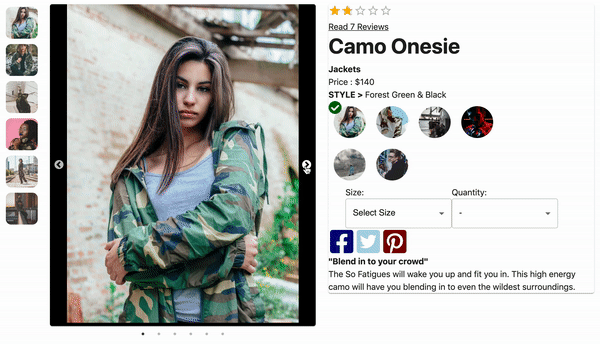 Read 7 Reviews
Camo Onesie
Jackets
Price : $140
STYLE > Forest Green & Black
Size:
Quantity:
Select Size
-
"Blend in to your crowd"
The So Fatigues will wake you up and fit you in. This high energy
camo will have you blending in to even the wildest surroundings.